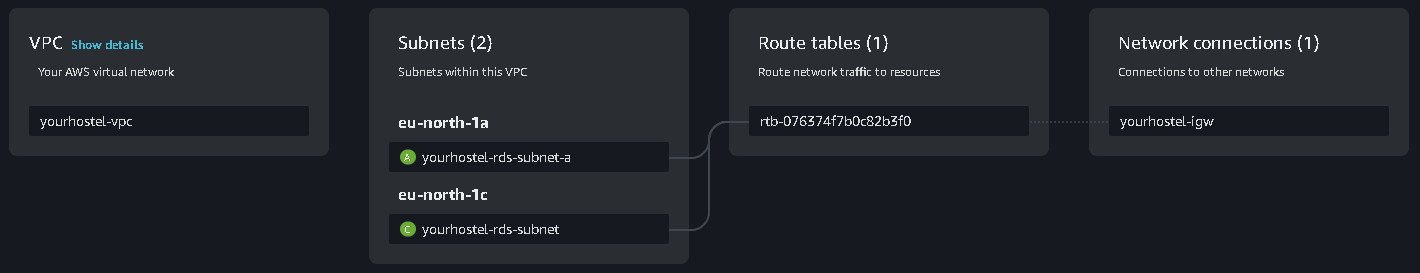 VPC Show details
Your AWS virtual network
yourhostel-vpc
Subnets (2)
Subnets within this VPC
eu-north-1a
A yourhostel-rds-subnet-a
eu-north-1c
C yourhostel-rds-subnet
Route tables (1)
Route network traffic to resources
rtb-076374f7b0c82b3f0
Network connections (1)
Connections to other networks
yourhostel-igw